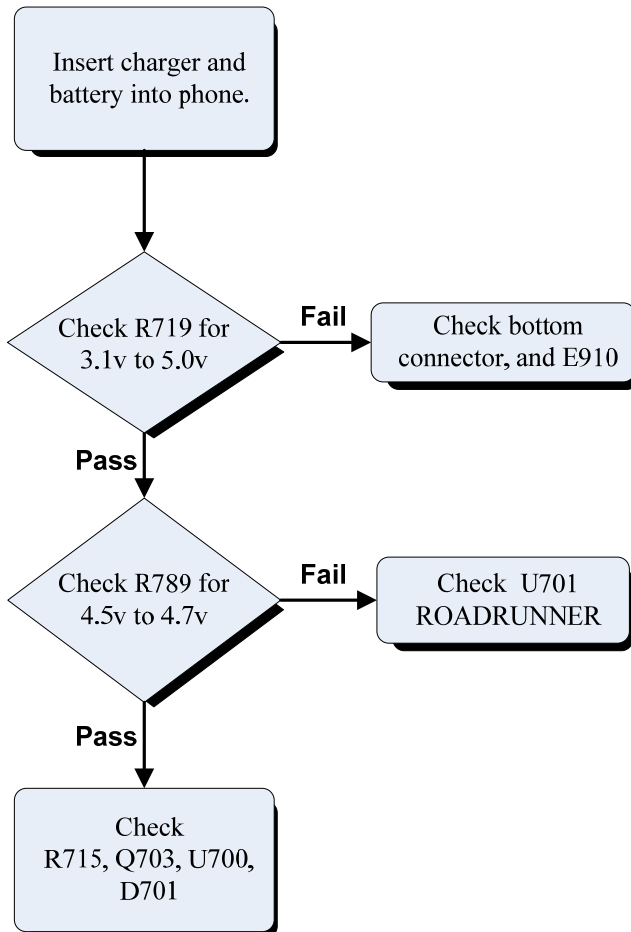 Insert charger and
battery into phone.
Check R719 for
3.1v to 5.0v
Fail
Check bottom
connector, and E910
Pass
Check R789 for
4.5v to 4.7v
Fail
Check U701
ROADRUNNER
Pass
Check
R715, Q703, U700,
D701